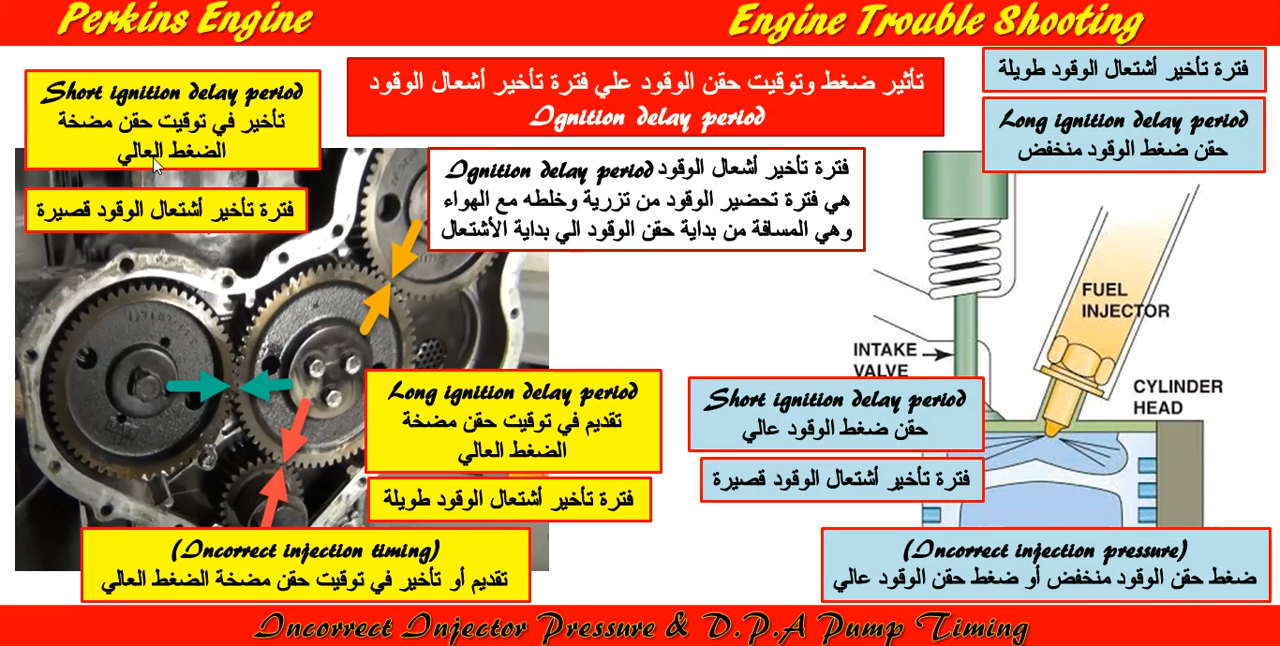 Perkins Engine
Engine Trouble Shooting
Short ignition delay period
تأخير في توقيت حقن مضخة
الضغط العالي
فترة تأخير أشتعال الوقود قصيرة
تأثير ضغط وتوقيت حقن الوقود علي فترة تأخير أشعال الوقود
Ignition delay period
فترة تأخير أشعال الوقود Ignition delay period
هي فترة تحضير الوقود من تزرية وخلطه مع الهواء
وهي المسافة من بداية حقن الوقود الي بداية الأشتعال
فترة تأخير أشتعال الوقود طويلة
Long ignition delay period
حقن ضغط الوقود منخفض
FUEL
INJECTOR
INTAKE
VALVE
CYLINDER
HEAD
Long ignition delay period
تقديم في توقيت حقن مضخة
الضغط العالي
فترة تأخير أشتعال الوقود طويلة
Short ignition delay period
حقن ضغط الوقود عالي
فترة تأخير أشتعال الوقود قصيرة
(Incorrect injection timing)
تقديم أو تأخير في توقيت حقن مضخة الضغط العالي
(Incorrect injection pressure)
ضغط حقن الوقود منخفض أو ضغط حقن الوقود عالي
Incorrect Injector Pressure & D.P.A Pump Timing